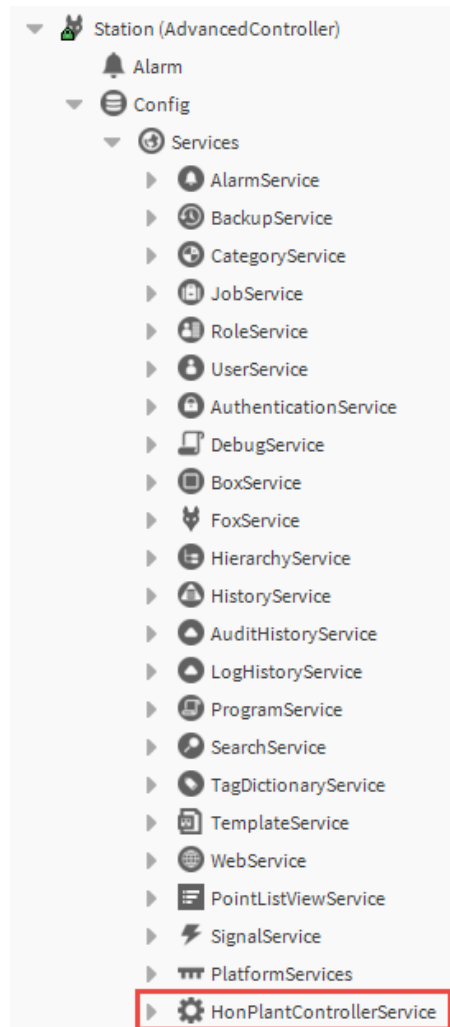 Station (AdvancedController)
Alarm
Config
Services
AlarmService
BackupService
CategoryService
JobService
RoleService
UserService
AuthenticationService
DebugService
BoxService
FoxService
HierarchyService
HistoryService
AuditHistoryService
LogHistoryService
ProgramService
SearchService
TagDictionaryService
TemplateService
WebService
PointListViewService
SignalService
PlatformServices
HonPlantControllerService